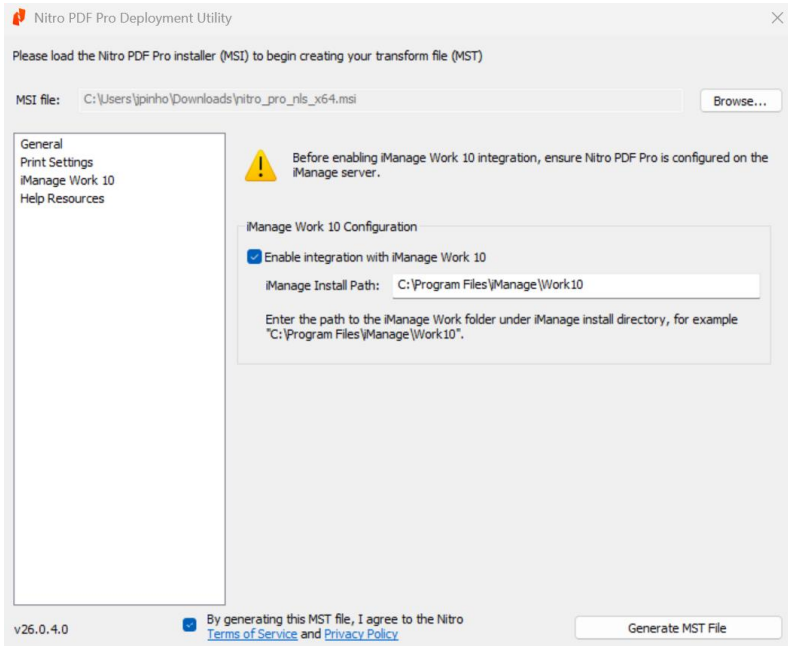 Nitro PDF Pro Deployment Utility
Please load the Nitro PDF Pro installer (MSI) to begin creating your transform file (MST)
MSI file: C:\Users\jpinho\Downloads\nitro_pro_nls_x64.msi Browse...
General
Print Settings
iManage Work 10
Help Resources
Before enabling iManage Work 10 integration, ensure Nitro PDF Pro is configured on the
iManage server.
iManage Work 10 Configuration
Enable integration with iManage Work 10
iManage Install Path: C:\Program Files\iManage\Work10
Enter the path to the iManage Work folder under iManage install directory, for example
"C:\Program Files\iManage\Work10".
v26.0.4.0
By generating this MST file, I agree to the Nitro
Terms of Service and Privacy Policy
Generate MST File